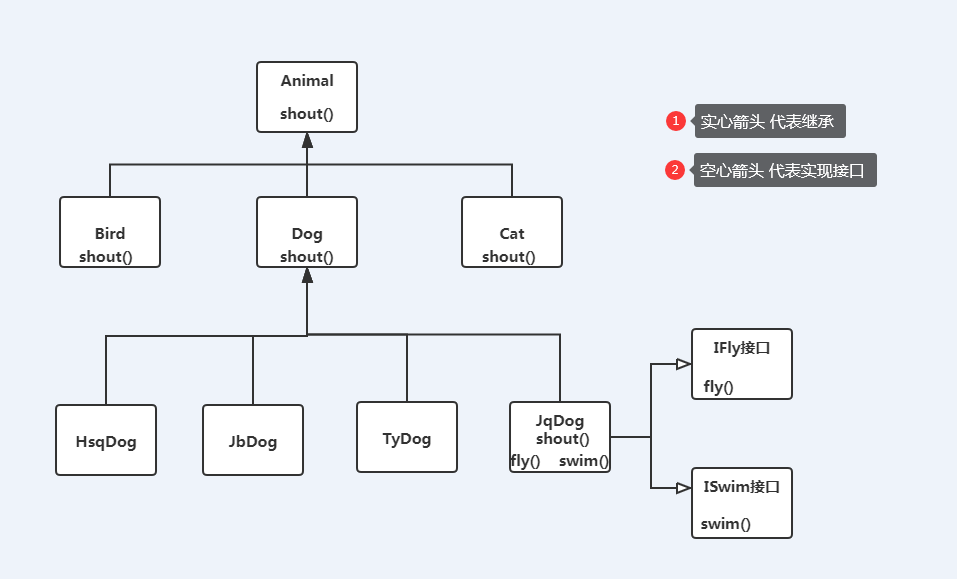 Animal
shout()
1 实心箭头 代表继承
2 空心箭头 代表实现接口
Bird
shout()
Dog
shout()
Cat
shout()
HsqDog
JbDog
TyDog
JqDog
shout()
fly() swim()
IFly接口
fly()
ISwim接口
swim()